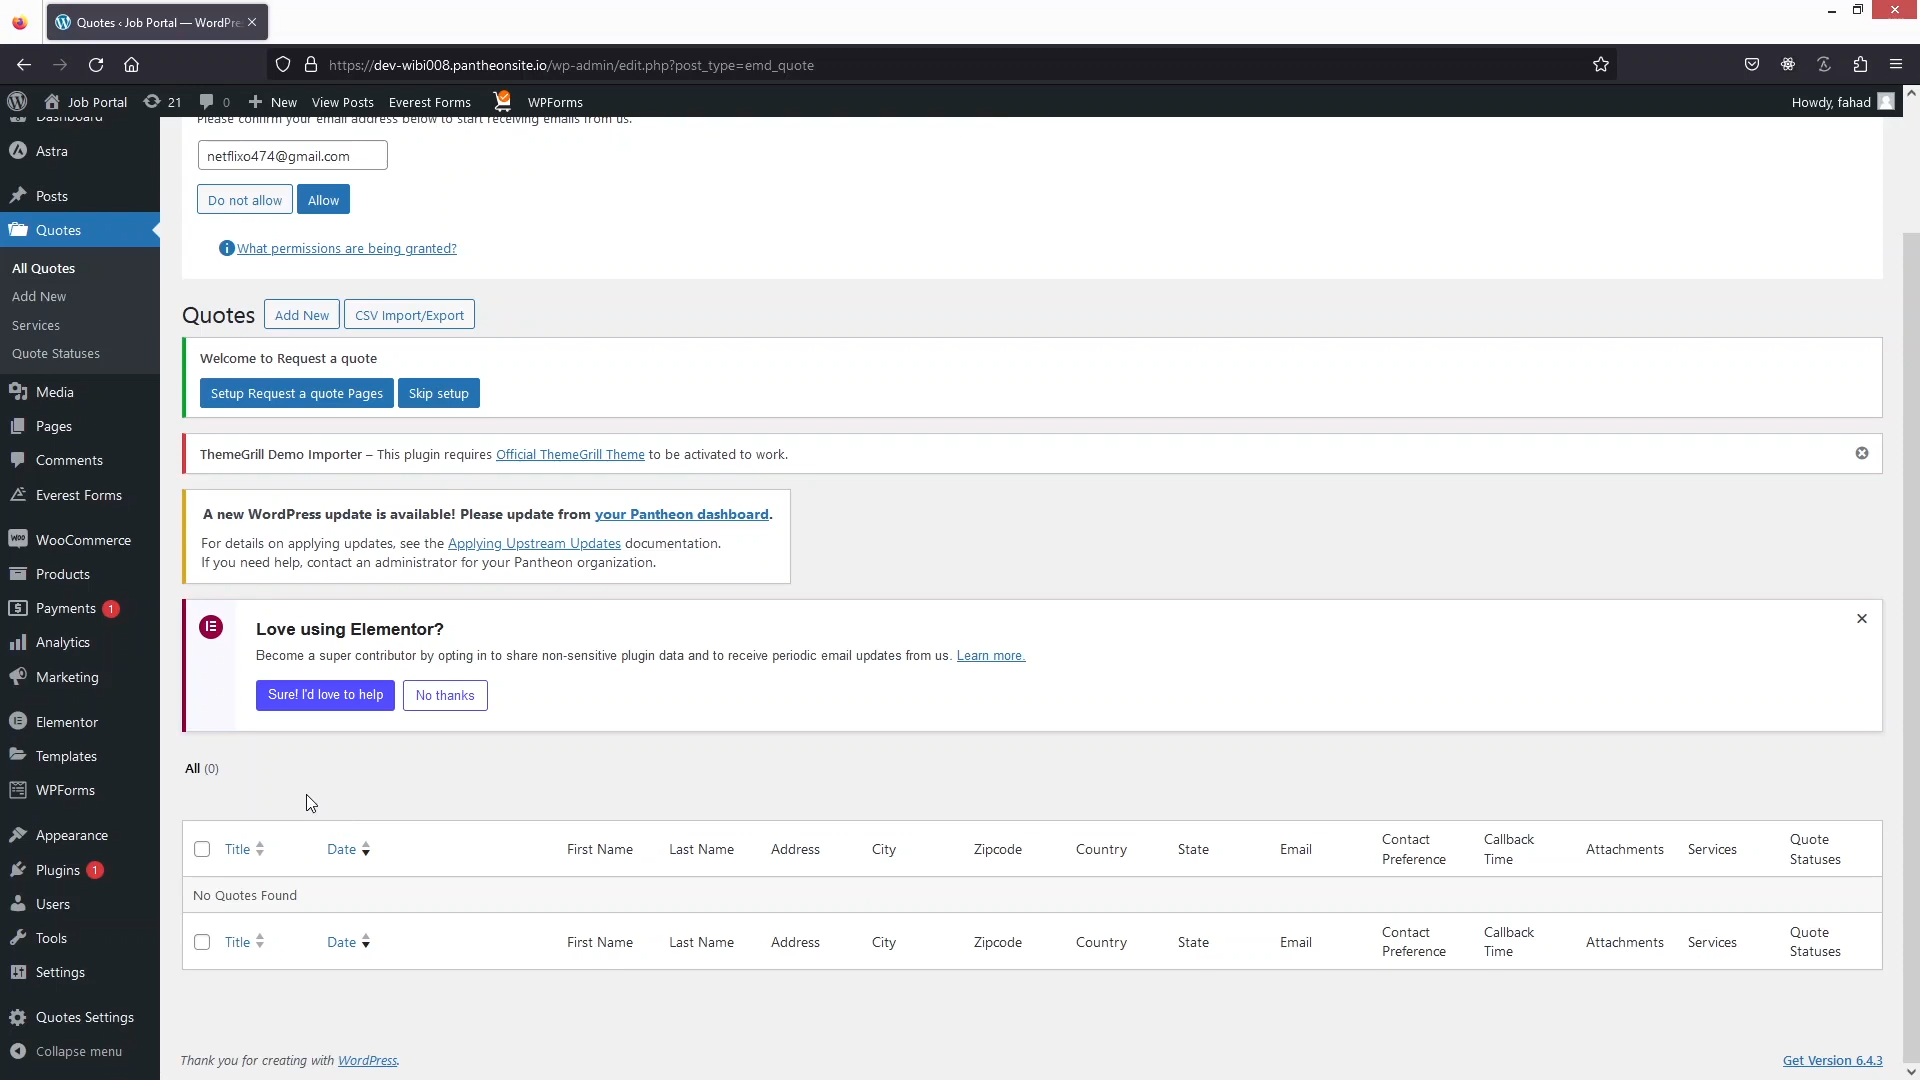 Quotes ‹ Job Portal — WordPre
https://dev-wibi008.pantheonsite.io/wp-admin/edit.php?post_type=emd_quote
Job Portal 21 0 New View Posts Everest Forms WPForms Howdy, fahad
Dashboard
Astra
Posts
Quotes
All Quotes
Add New
Services
Quote Statuses
Media
Pages
Comments
Everest Forms
WooCommerce
Products
Payments 1
Analytics
Marketing
Elementor
Templates
WPForms
Appearance
Plugins 1
Users
Tools
Settings
Quotes Settings
Collapse menu
Please confirm your email address below to start receiving emails from us.
netflixo474@gmail.com
Do not allow Allow
What permissions are being granted?
Quotes Add New CSV Import/Export
Welcome to Request a quote
Setup Request a quote Pages Skip setup
ThemeGrill Demo Importer – This plugin requires Official ThemeGrill Theme to be activated to work.
A new WordPress update is available! Please update from your Pantheon dashboard.
For details on applying updates, see the Applying Upstream Updates documentation.
If you need help, contact an administrator for your Pantheon organization.
Love using Elementor?
Become a super contributor by opting in to share non-sensitive plugin data and to receive periodic email updates from us. Learn more.
Sure! I'd love to help No thanks
All (0)
Title Date First Name Last Name Address City Zipcode Country State Email Contact Preference Callback Time Attachments Services Quote Statuses
No Quotes Found
Title Date First Name Last Name Address City Zipcode Country State Email Contact Preference Callback Time Attachments Services Quote Statuses
Thank you for creating with WordPress.
Get Version 6.4.3